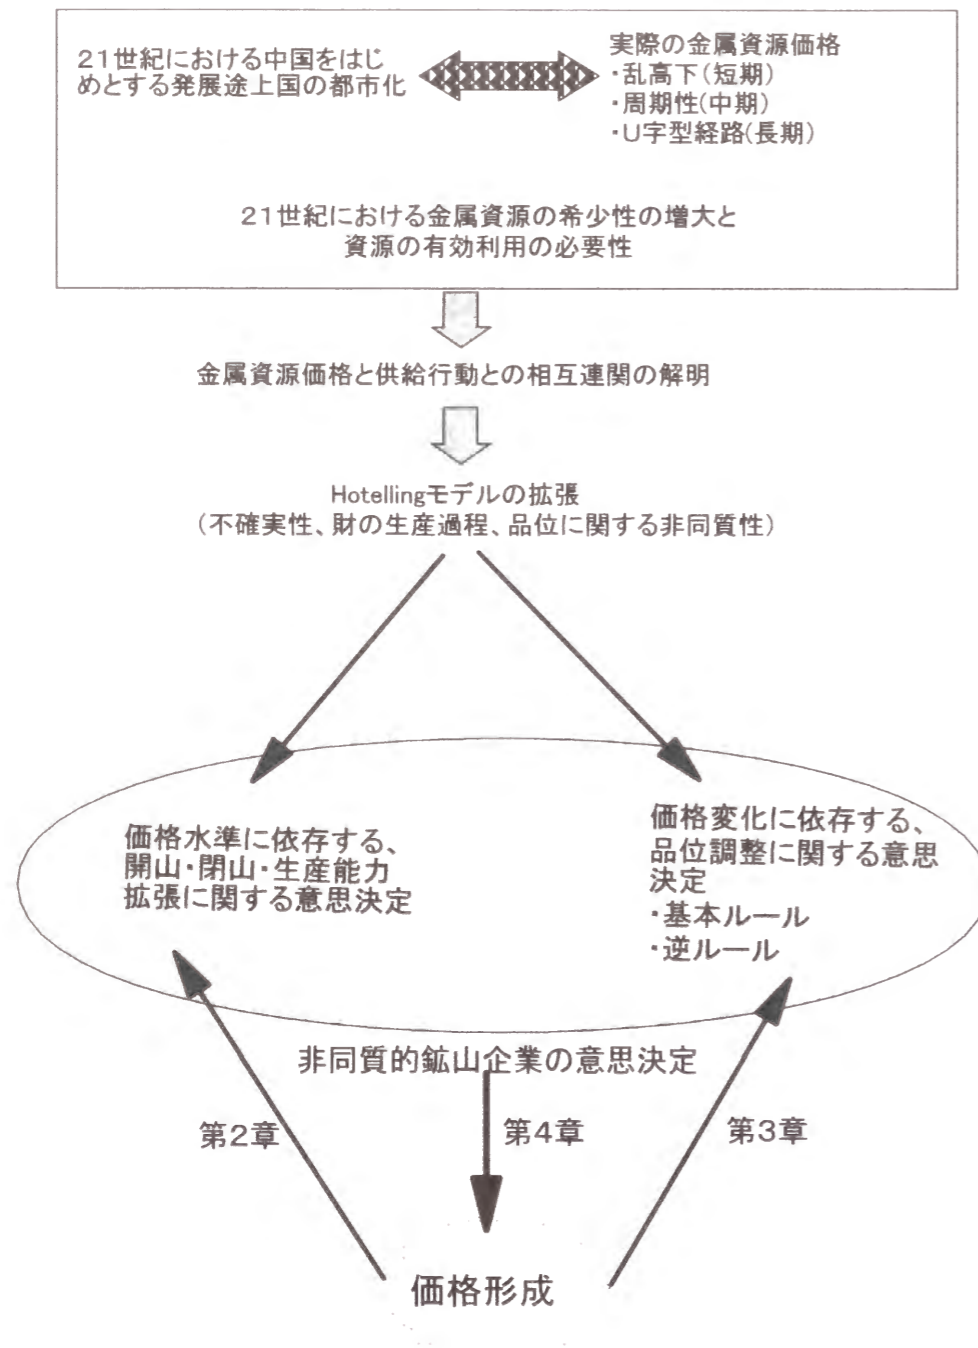 21世紀における中国をはじ
めとする発展途上国の都市化
実際の金属資源価格
・乱高下(短期)
・周期性(中期)
・U字型経路(長期)
21世紀における金属資源の希少性の増大と
資源の有効利用の必要性
金属資源価格と供給行動との相互連関の解明
Hotellingモデルの拡張
(不確実性、財の生産過程、品位に関する非同質性)
価格水準に依存する、
開山・閉山・生産能力
拡張に関する意思決定
価格変化に依存する、
品位調整に関する意思
決定
・基本ルール
・逆ルール
非同質的鉱山企業の意思決定
第2章
第4章
第3章
価格形成